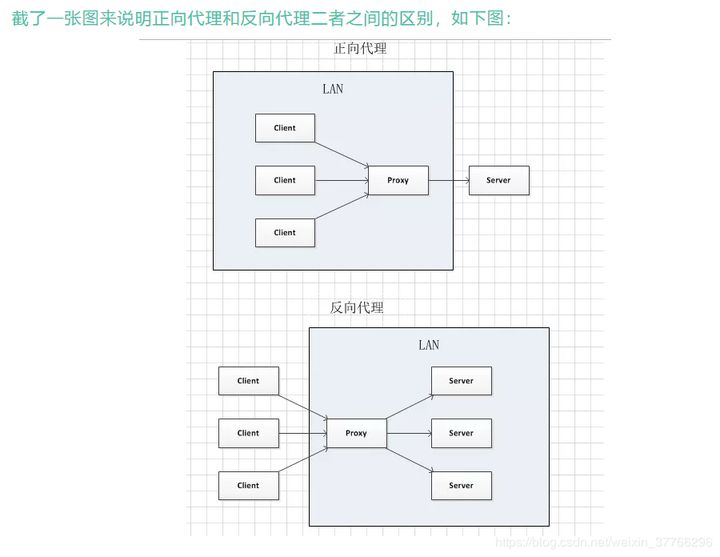 截了一张图来说明正向代理和反向代理二者之间的区别，如下图：
正向代理
LAN
Client
Client
Proxy
Server
Client
反向代理
LAN
Client
Server
Client
Proxy
Server
Client
Server
https://blog.csdn.net/weixin_37766296